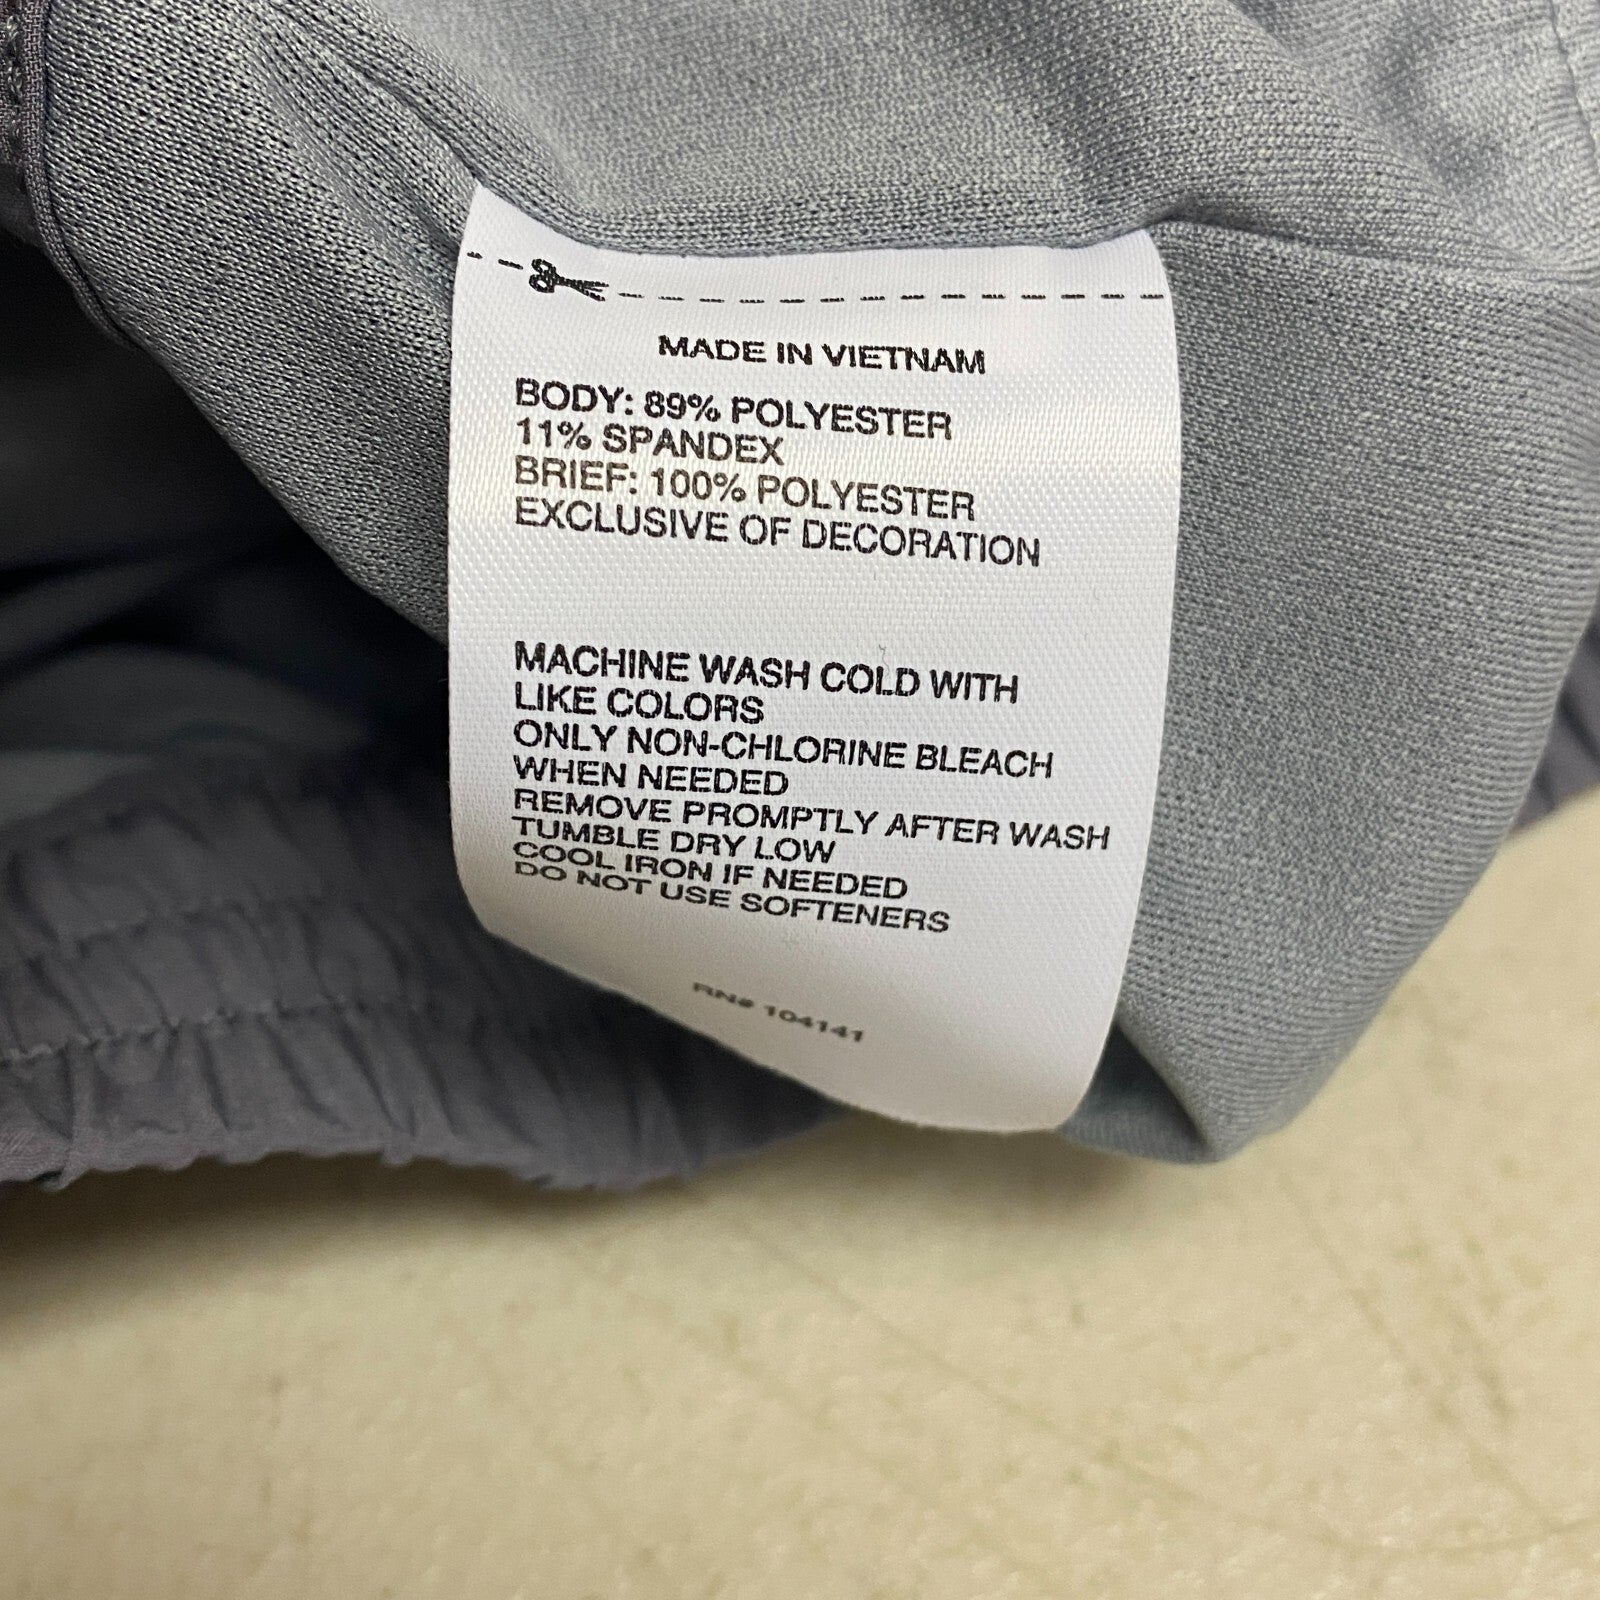 MADE IN VIETNAM
BODY: 89% POLYESTER
11% SPANDEX
BRIEF: 100% POLYESTER
EXCLUSIVE OF DECORATION
MACHINE WASH COLD WITH
LIKE COLORS
ONLY NON-CHLORINE BLEACH
WHEN NEEDED
REMOVE PROMPTLY AFTER WASH
TUMBLE DRY LOW
COOL IRON IF NEEDED
DO NOT USE SOFTENERS
RN# 104141